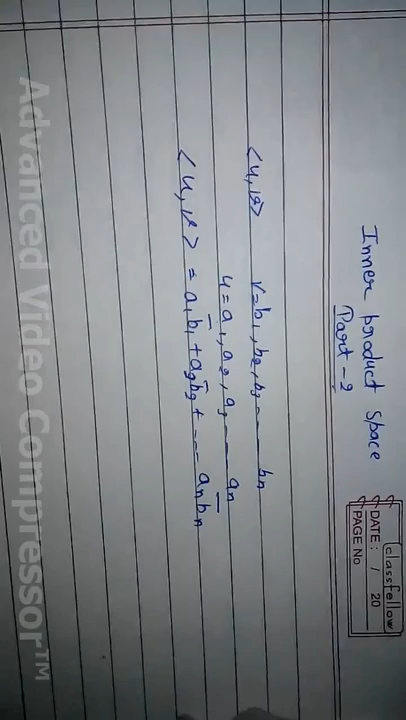 classfellow
DATE: / 20
PAGE No
Inner product space
Part-2
<u,v> v=b₁,b₂,b₃ --- bn
u=a₁,a₂,a₃ --- an
<u,v> = a₁b̄₁+a₂b̄₂+ --- anb̄n
Advanced Video Compressor™